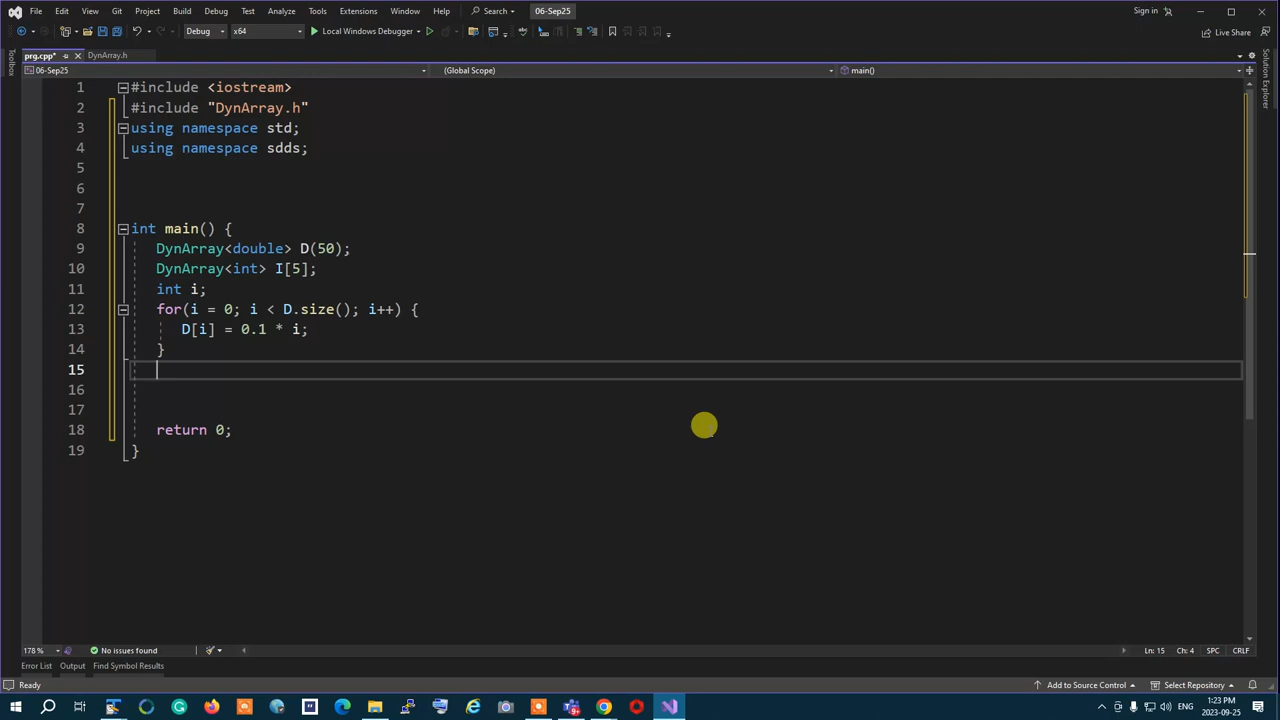 File Edit View Git Project Build Debug Test Analyze Tools Extensions Window Help Search 06-Sep25 Sign in
Debug x64 Local Windows Debugger Live Share
prg.cpp* DynArray.h
06-Sep25 (Global Scope) main()
Toolbox
Solution Explorer
1 #include <iostream>
2 #include "DynArray.h"
3 using namespace std;
4 using namespace sdds;
5
6
7
8 int main() {
9 DynArray<double> D(50);
10 DynArray<int> I[5];
11 int i;
12 for(i = 0; i < D.size(); i++) {
13 D[i] = 0.1 * i;
14 }
15
16
17
18 return 0;
19 }
178 % No issues found Ln: 15 Ch: 4 SPC CRLF
Error List Output Find Symbol Results
Ready Add to Source Control Select Repository
ENG 1:23 PM
2023-09-25